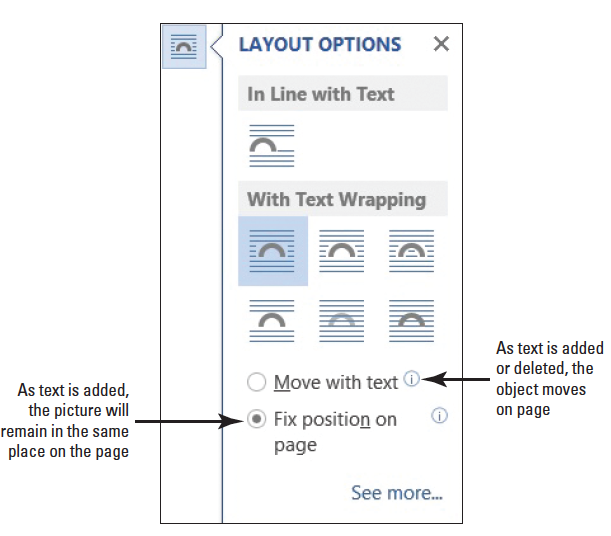 LAYOUT OPTIONS
In Line with Text
With Text Wrapping
Move with text
Fix position on
page
See more...
As text is added
or deleted, the
object moves
on page
As text is added,
the picture will
remain in the same
place on the page